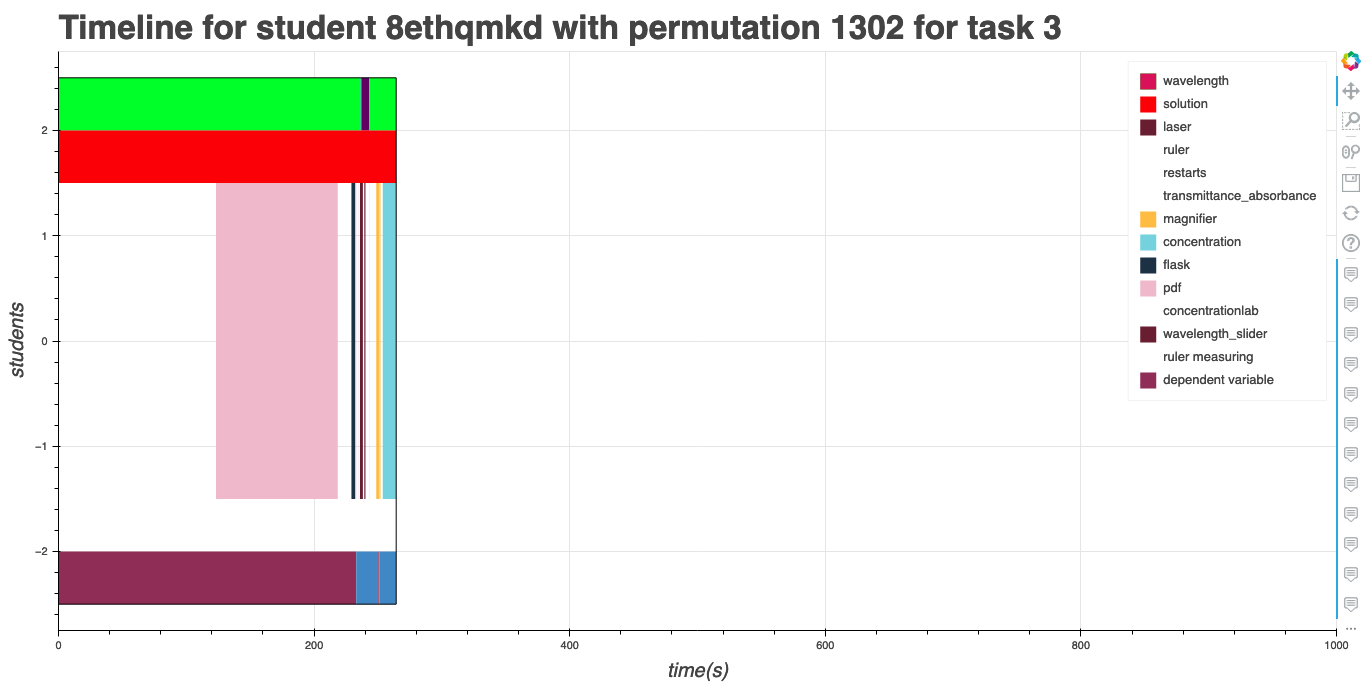 Timeline for student 8ethqmkd with permutation 1302 for task 3
wavelength
solution
laser
ruler
restarts
transmittance_absorbance
magnifier
concentration
flask
pdf
concentrationlab
wavelength_slider
ruler measuring
dependent variable
students
2
1
0
−1
−2
0 200 400 600 800 1000
time(s)